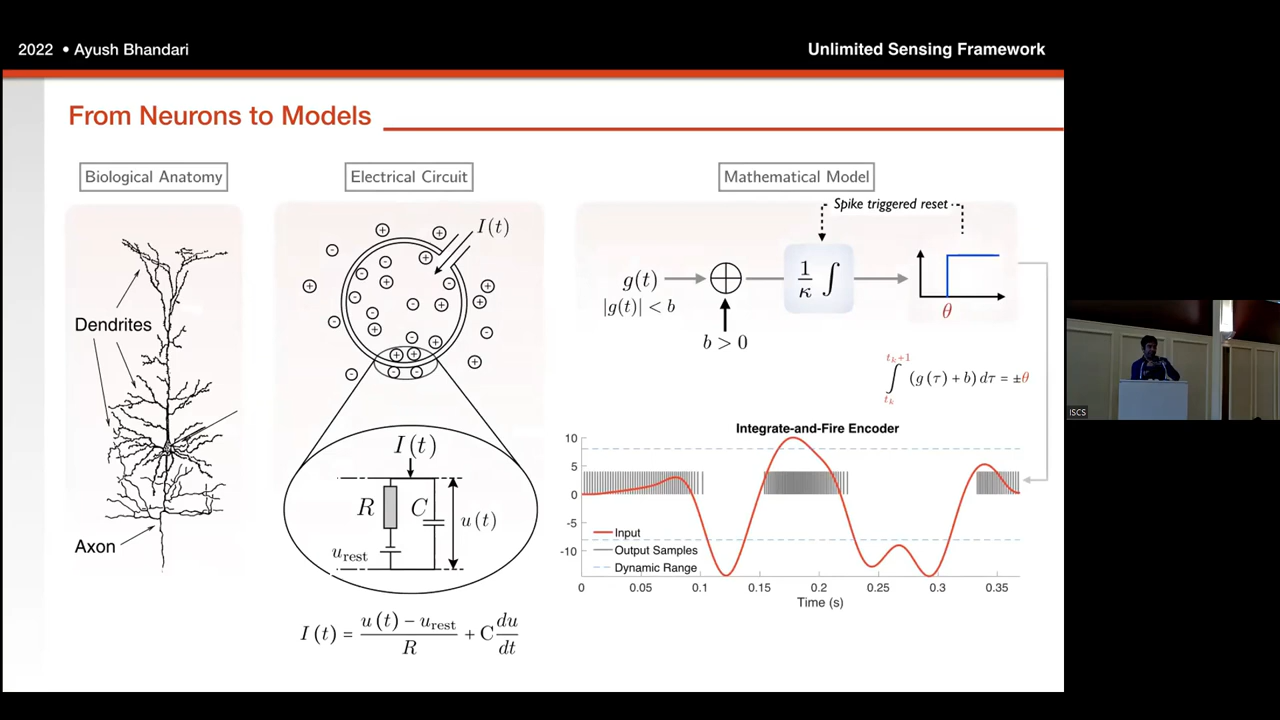 2022 • Ayush Bhandari
Unlimited Sensing Framework
From Neurons to Models
Biological Anatomy
Dendrites
Axon
Electrical Circuit
I(t)
I(t)
R
C
u(t)
u_rest
I(t) = (u(t) − u_rest)/R + C du/dt
Mathematical Model
Spike triggered reset
g(t)
|g(t)| < b
b > 0
1/κ ∫
θ
∫_{t_k}^{t_{k+1}} (g(τ) + b) dτ = ±θ
Integrate-and-Fire Encoder
10
5
0
-5
-10
Input
Output Samples
Dynamic Range
0 0.05 0.1 0.15 0.2 0.25 0.3 0.35
Time (s)
ISCS